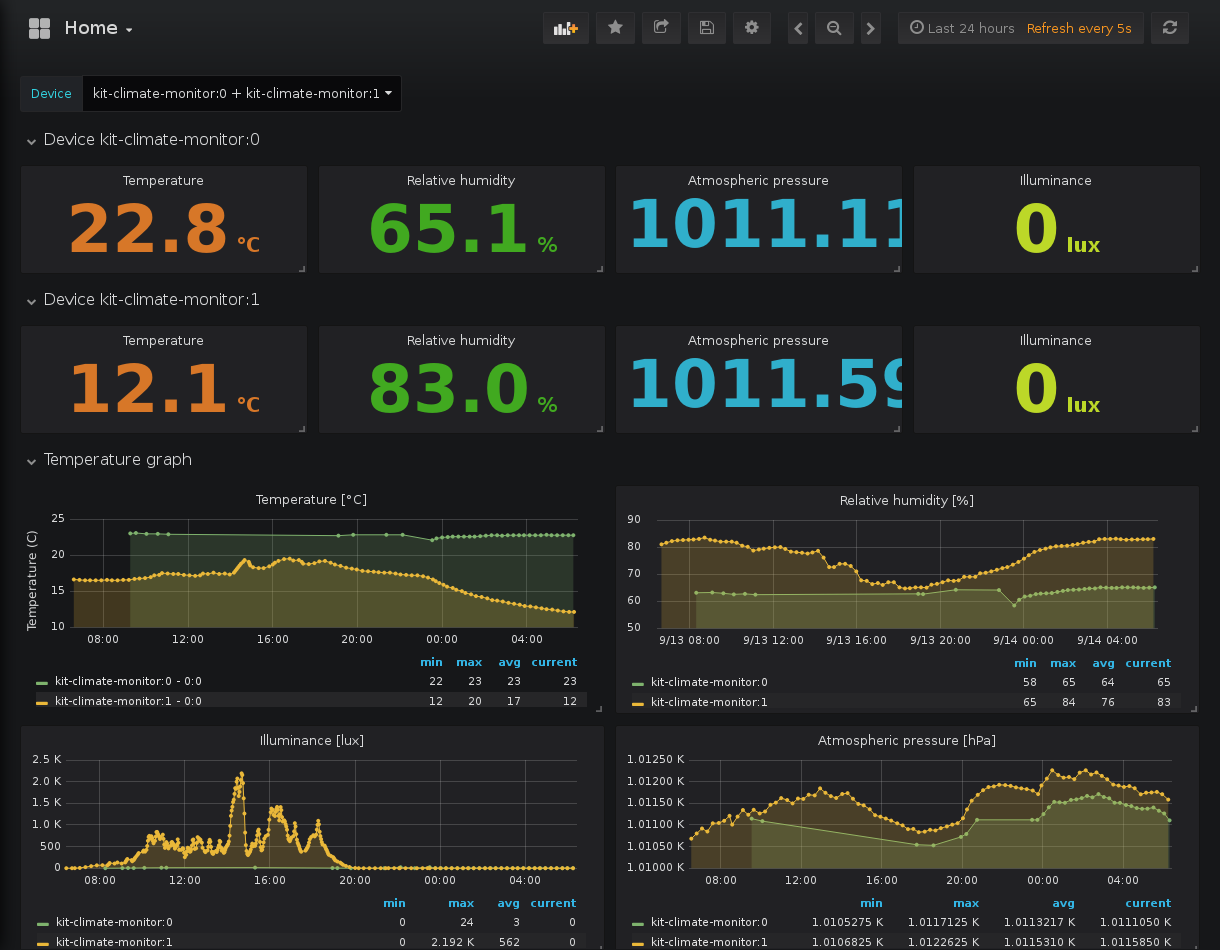 Home
Last 24 hours Refresh every 5s
Device kit-climate-monitor:0 + kit-climate-monitor:1
Device kit-climate-monitor:0
Temperature Relative humidity Atmospheric pressure Illuminance
22.8 °C 65.1 % 1011.11 0 lux
Device kit-climate-monitor:1
Temperature Relative humidity Atmospheric pressure Illuminance
12.1 °C 83.0 % 1011.59 0 lux
Temperature graph
Temperature [°C]
Temperature (C)
25
20
15
10
08:00 12:00 16:00 20:00 00:00 04:00
min max avg current
kit-climate-monitor:0 - 0:0 22 23 23 23
kit-climate-monitor:1 - 0:0 12 20 17 12
Relative humidity [%]
90
80
70
60
50
9/13 08:00 9/13 12:00 9/13 16:00 9/13 20:00 9/14 00:00 9/14 04:00
min max avg current
kit-climate-monitor:0 58 65 64 65
kit-climate-monitor:1 65 84 76 83
Illuminance [lux]
2.5 K
2.0 K
1.5 K
1.0 K
500
0
08:00 12:00 16:00 20:00 00:00 04:00
min max avg current
kit-climate-monitor:0 0 24 3 0
kit-climate-monitor:1 0 2.192 K 562 0
Atmospheric pressure [hPa]
1.01250 K
1.01200 K
1.01150 K
1.01100 K
1.01050 K
1.01000 K
08:00 12:00 16:00 20:00 00:00 04:00
min max avg current
kit-climate-monitor:0 1.0105275 K 1.0117125 K 1.0113217 K 1.0111050 K
kit-climate-monitor:1 1.0106825 K 1.0122625 K 1.0115310 K 1.0115850 K